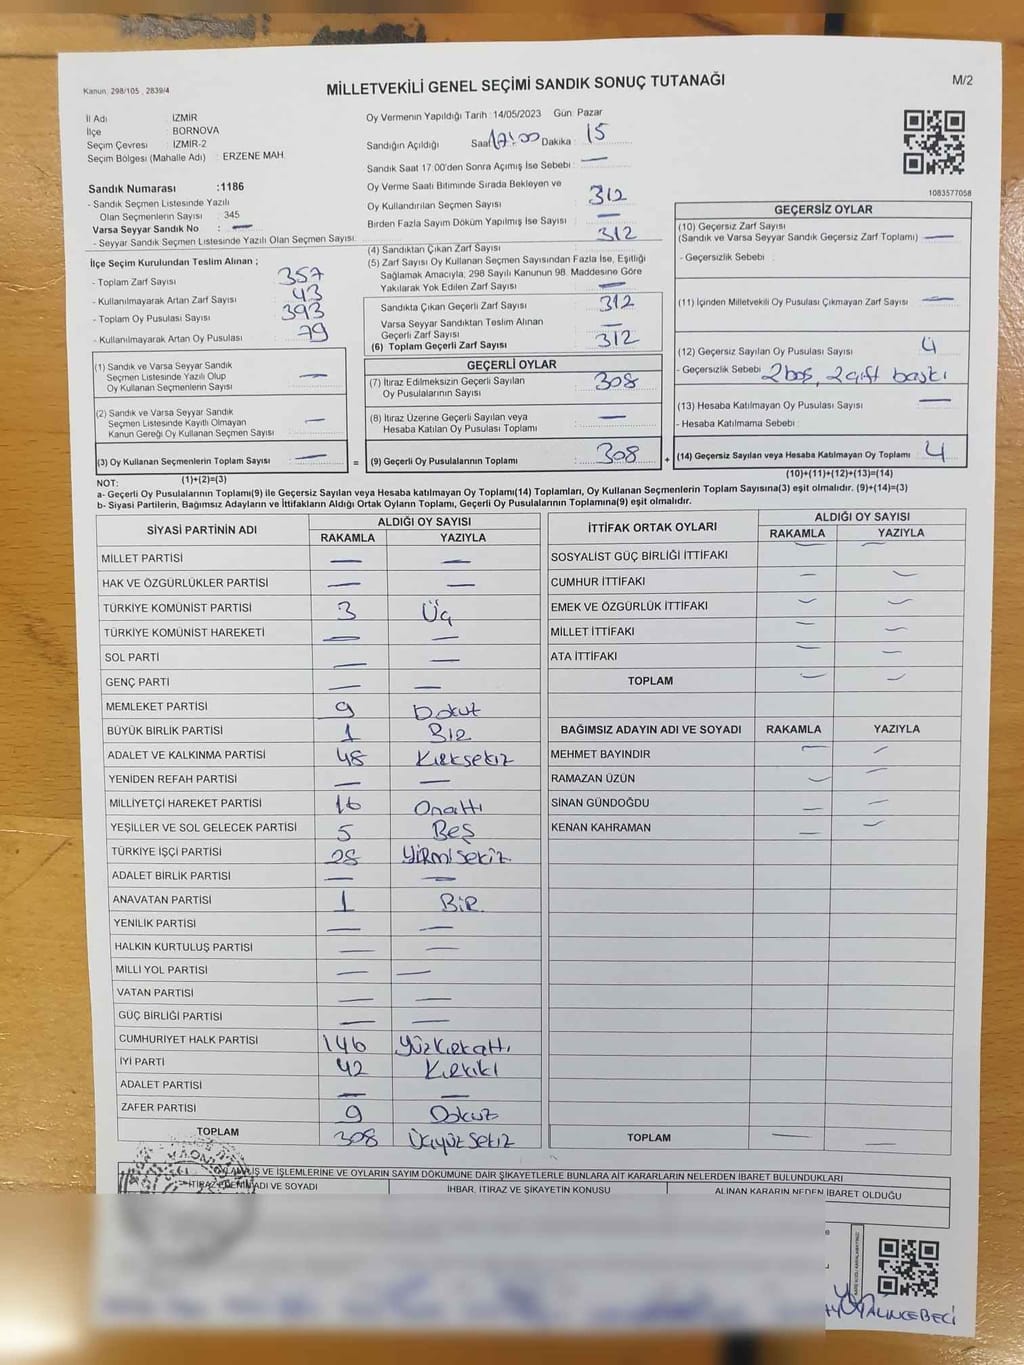 Kanun: 298/105 , 2839/4
MİLLETVEKİLİ GENEL SEÇİMİ SANDIK SONUÇ TUTANAĞI
M/2
İl Adı : İZMİR
İlçe : BORNOVA
Seçim Çevresi : İZMİR-2
Seçim Bölgesi (Mahalle Adı) : ERZENE MAH.
Sandık Numarası :1186
- Sandık Seçmen Listesinde Yazılı
Olan Seçmenlerin Sayısı : 345
Varsa Seyyar Sandık No : —
- Seyyar Sandık Seçmen Listesinde Yazılı Olan Seçmen Sayısı:
İlçe Seçim Kurulundan Teslim Alınan ;
- Toplam Zarf Sayısı : 357
- Kullanılmayarak Artan Zarf Sayısı : 43
- Toplam Oy Pusulası Sayısı : 393
- Kullanılmayarak Artan Oy Pusulası : 79
Oy Vermenin Yapıldığı Tarih :14/05/2023 Gün: Pazar
Sandığın Açıldığı Saat 17:00 Dakika : 15
Sandık Saat 17.00'den Sonra Açımış İse Sebebi : —
Oy Verme Saati Bitiminde Sırada Bekleyen ve
Oy Kullandırılan Seçmen Sayısı : 312
Birden Fazla Sayım Döküm Yapılmış İse Sayısı : —
(4) Sandıktan Çıkan Zarf Sayısı : 312
(5) Zarf Sayısı Oy Kullanan Seçmen Sayısından Fazla İse, Eşitliği
Sağlamak Amacıyla; 298 Sayılı Kanunun 98. Maddesine Göre
Yakılarak Yok Edilen Zarf Sayısı : —
Sandıkta Çıkan Geçerli Zarf Sayısı : 312
Varsa Seyyar Sandıktan Teslim Alınan
Geçerli Zarf Sayısı : —
(6) Toplam Geçerli Zarf Sayısı : 312
1083577058
GEÇERSİZ OYLAR
(10) Geçersiz Zarf Sayısı
(Sandık ve Varsa Seyyar Sandık Geçersiz Zarf Toplamı) : —
- Geçersizlik Sebebi :
(11) İçinden Milletvekili Oy Pusulası Çıkmayan Zarf Sayısı : —
(12) Geçersiz Sayılan Oy Pusulası Sayısı : 4
- Geçersizlik Sebebi : 2 boş, 2 çift baskı
(13) Hesaba Katılmayan Oy Pusulası Sayısı : —
- Hesaba Katılmama Sebebi :
(14) Geçersiz Sayılan veya Hesaba Katılmayan Oy Toplamı : 4
(10)+(11)+(12)+(13)=(14)
(1) Sandık ve Varsa Seyyar Sandık
Seçmen Listesinde Yazılı Olup
Oy Kullanan Seçmenlerin Sayısı : —
(2) Sandık ve Varsa Seyyar Sandık
Seçmen Listesinde Kayıtlı Olmayan
Kanun Gereği Oy Kullanan Seçmen Sayısı : —
(3) Oy Kullanan Seçmenlerin Toplam Sayısı : —
(1)+(2)=(3)
=
GEÇERLİ OYLAR
(7) İtiraz Edilmeksizin Geçerli Sayılan
Oy Pusulalarının Sayısı : 308
(8) İtiraz Üzerine Geçerli Sayılan veya
Hesaba Katılan Oy Pusulası Toplamı : —
(9) Geçerli Oy Pusulalarının Toplamı : 308
+
NOT:
a- Geçerli Oy Pusulalarının Toplamı(9) ile Geçersiz Sayılan veya Hesaba katılmayan Oy Toplamı(14) Toplamları, Oy Kullanan Seçmenlerin Toplam Sayısına(3) eşit olmalıdır. (9)+(14)=(3)
b- Siyasi Partilerin, Bağımsız Adayların ve İttifakların Aldığı Ortak Oyların Toplamı, Geçerli Oy Pusulalarının Toplamına(9) eşit olmalıdır.
SİYASİ PARTİNİN ADI ALDIĞI OY SAYISI
RAKAMLA YAZIYLA
MİLLET PARTİSİ — —
HAK VE ÖZGÜRLÜKLER PARTİSİ — —
TÜRKİYE KOMÜNİST PARTİSİ 3 Üç
TÜRKİYE KOMÜNİST HAREKETİ — —
SOL PARTİ — —
GENÇ PARTİ — —
MEMLEKET PARTİSİ 9 Dokuz
BÜYÜK BİRLİK PARTİSİ 1 Bir
ADALET VE KALKINMA PARTİSİ 48 Kırksekiz
YENİDEN REFAH PARTİSİ — —
MİLLİYETÇİ HAREKET PARTİSİ 16 Onaltı
YEŞİLLER VE SOL GELECEK PARTİSİ 5 Beş
TÜRKİYE İŞÇİ PARTİSİ 28 Yirmisekiz
ADALET BİRLİK PARTİSİ — —
ANAVATAN PARTİSİ 1 BİR
YENİLİK PARTİSİ — —
HALKIN KURTULUŞ PARTİSİ — —
MİLLİ YOL PARTİSİ — —
VATAN PARTİSİ — —
GÜÇ BİRLİĞİ PARTİSİ — —
CUMHURİYET HALK PARTİSİ 146 Yüzkırkaltı
İYİ PARTİ 42 Kırkiki
ADALET PARTİSİ — —
ZAFER PARTİSİ 9 Dokuz
TOPLAM 308 Üçyüzsekiz
İTTİFAK ORTAK OYLARI ALDIĞI OY SAYISI
RAKAMLA YAZIYLA
SOSYALİST GÜÇ BİRLİĞİ İTTİFAKI — —
CUMHUR İTTİFAKI — —
EMEK VE ÖZGÜRLÜK İTTİFAKI — —
MİLLET İTTİFAKI — —
ATA İTTİFAKI — —
TOPLAM — —
BAĞIMSIZ ADAYIN ADI VE SOYADI RAKAMLA YAZIYLA
MEHMET BAYINDIR — —
RAMAZAN ÜZÜN — —
SİNAN GÜNDOĞDU — —
KENAN KAHRAMAN — —
TOPLAM — —
İŞ VE İŞLEMLERİNE VE OYLARIN SAYIM DÖKÜMÜNE DAİR ŞİKAYETLERLE BUNLARA AİT KARARLARIN NELERDEN İBARET BULUNDUKLARI
İTİRAZ EDENİN ADI VE SOYADI İHBAR, İTİRAZ VE ŞİKAYETİN KONUSU ALINAN KARARIN NEDEN İBARET OLDUĞU